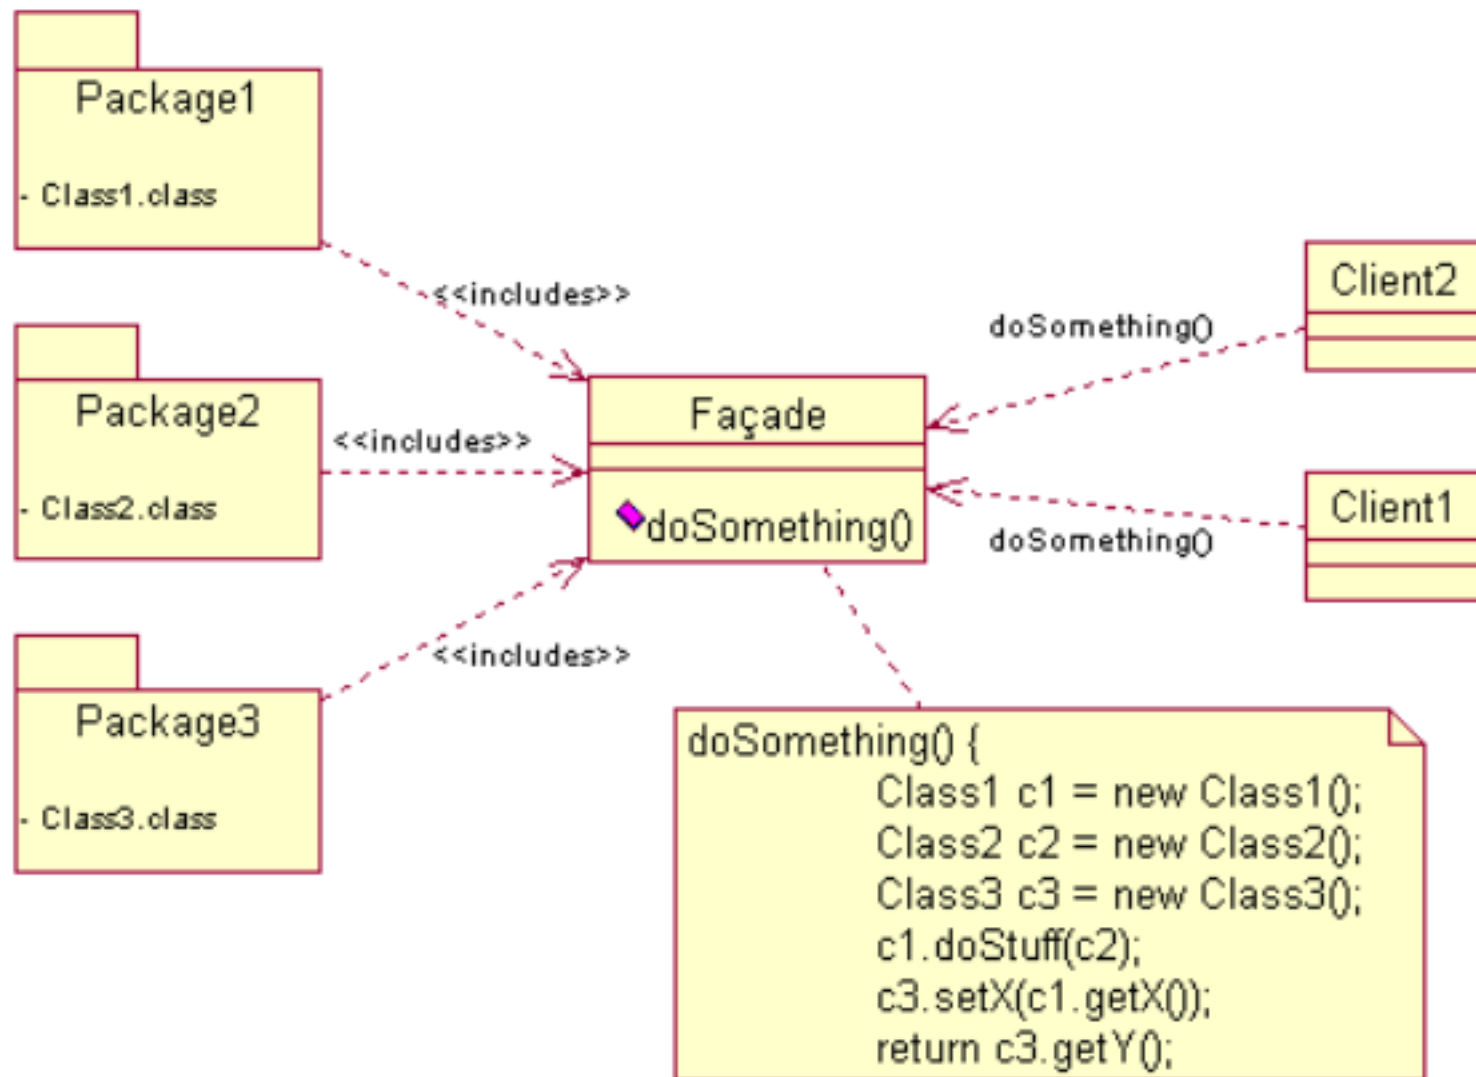 Package1
- Class1.class
<<includes>>
Package2
- Class2.class
<<includes>>
Package3
- Class3.class
<<includes>>
Façade
doSomething()
doSomething()
Client2
doSomething()
Client1
doSomething() {
Class1 c1 = new Class1();
Class2 c2 = new Class2();
Class3 c3 = new Class3();
c1.doStuff(c2);
c3.setX(c1.getX());
return c3.getY();